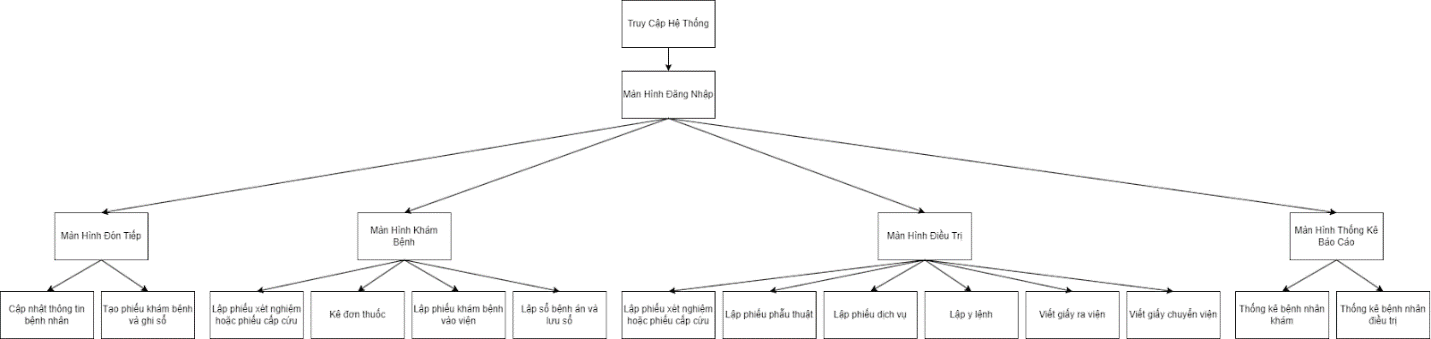 Truy Cập Hệ Thống
Màn Hình Đăng Nhập
Màn Hình Đón Tiếp
Màn Hình Khám
Bệnh
Màn Hình Điều Trị
Màn Hình Thống Kê
Báo Cáo
Cập nhật thông tin
bệnh nhân
Tạo phiếu khám bệnh
và ghi sổ
Lập phiếu xét nghiệm
hoặc phiếu cấp cứu
Kê đơn thuốc
Lập phiếu khám bệnh
vào viện
Lập số bệnh án và
lưu số
Lập phiếu xét nghiệm
hoặc phiếu cấp cứu
Lập phiếu phẫu thuật
Lập phiếu dịch vụ
Lập y lệnh
Viết giấy ra viện
Viết giấy chuyển viện
Thống kê bệnh nhân
khám
Thống kê bệnh nhân
điều trị